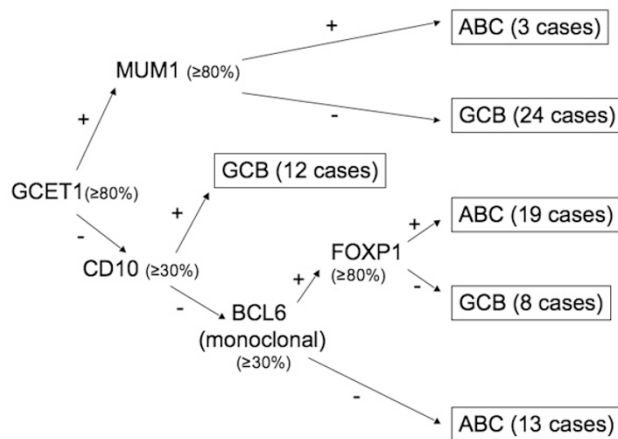 +
ABC (3 cases)
MUM1 (≥80%)
-
GCB (24 cases)
+
GCB (12 cases)
GCET1 (≥80%)
+
ABC (19 cases)
+
-
FOXP1
(≥80%)
CD10 (≥30%)
+
-
GCB (8 cases)
-
BCL6
(monoclonal)
(≥30%)
-
ABC (13 cases)